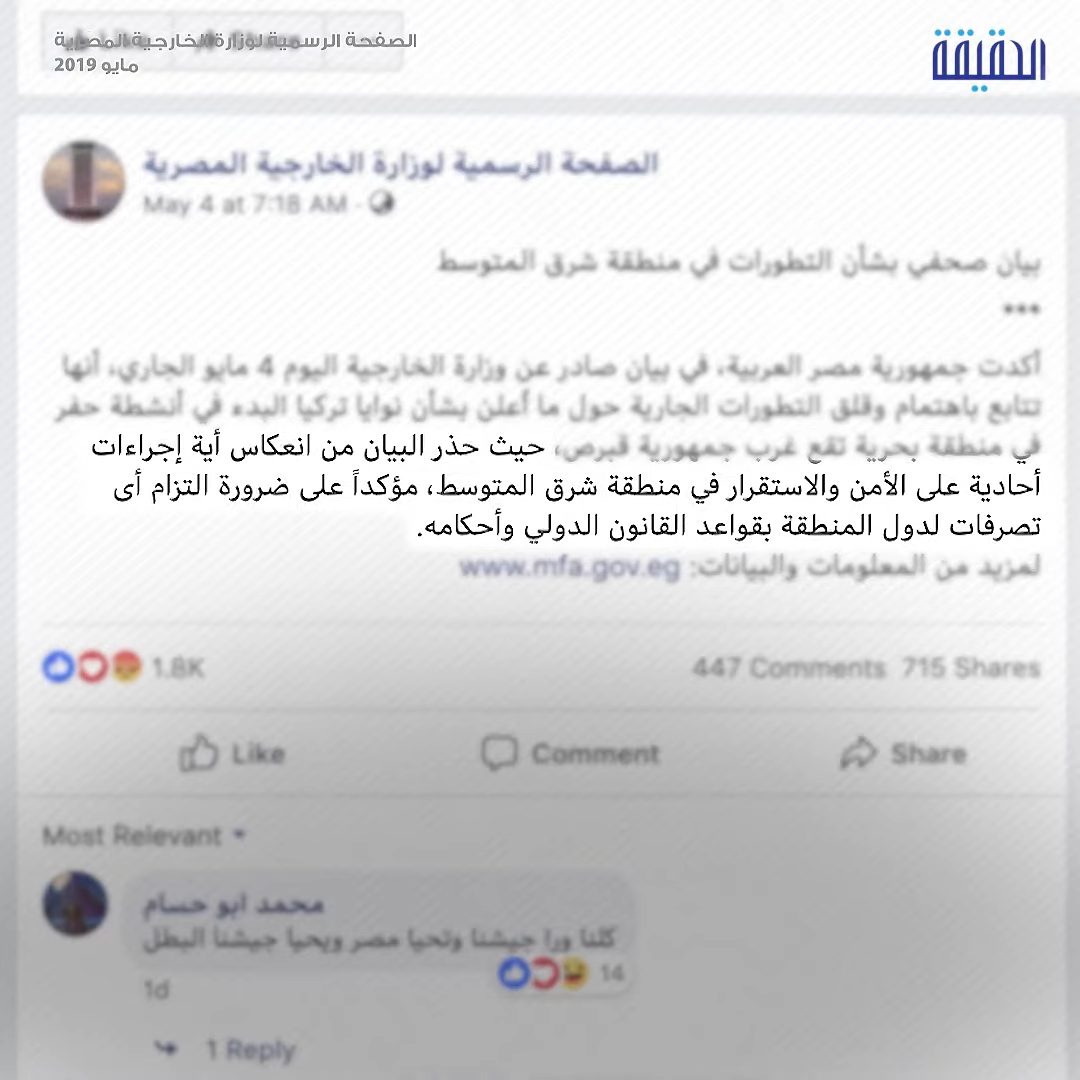 الصفحة الرسمية لوزارة الخارجية المصرية
مايو 2019
الحقيقة
الصفحة الرسمية لوزارة الخارجية المصرية
May 4 at 7:18 AM ·
بيان صحفي بشأن التطورات في منطقة شرق المتوسط
•••
أكدت جمهورية مصر العربية، في بيان صادر عن وزارة الخارجية اليوم 4 مايو الجاري، أنها
تتابع باهتمام وقلق التطورات الجارية حول ما أعلن بشأن نوايا تركيا البدء في أنشطة حفر
في منطقة بحرية تقع غرب جمهورية قبرص، حيث حذر البيان من انعكاس أية إجراءات
أحادية على الأمن والاستقرار في منطقة شرق المتوسط، مؤكداً على ضرورة التزام أى
تصرفات لدول المنطقة بقواعد القانون الدولي وأحكامه.
لمزيد من المعلومات والبيانات: www.mfa.gov.eg
1.8K
447 Comments 715 Shares
Like Comment Share
Most Relevant
محمد ابو حسام
كلنا ورا جيشنا وتحيا مصر ويحيا جيشنا البطل
14
1d
1 Reply